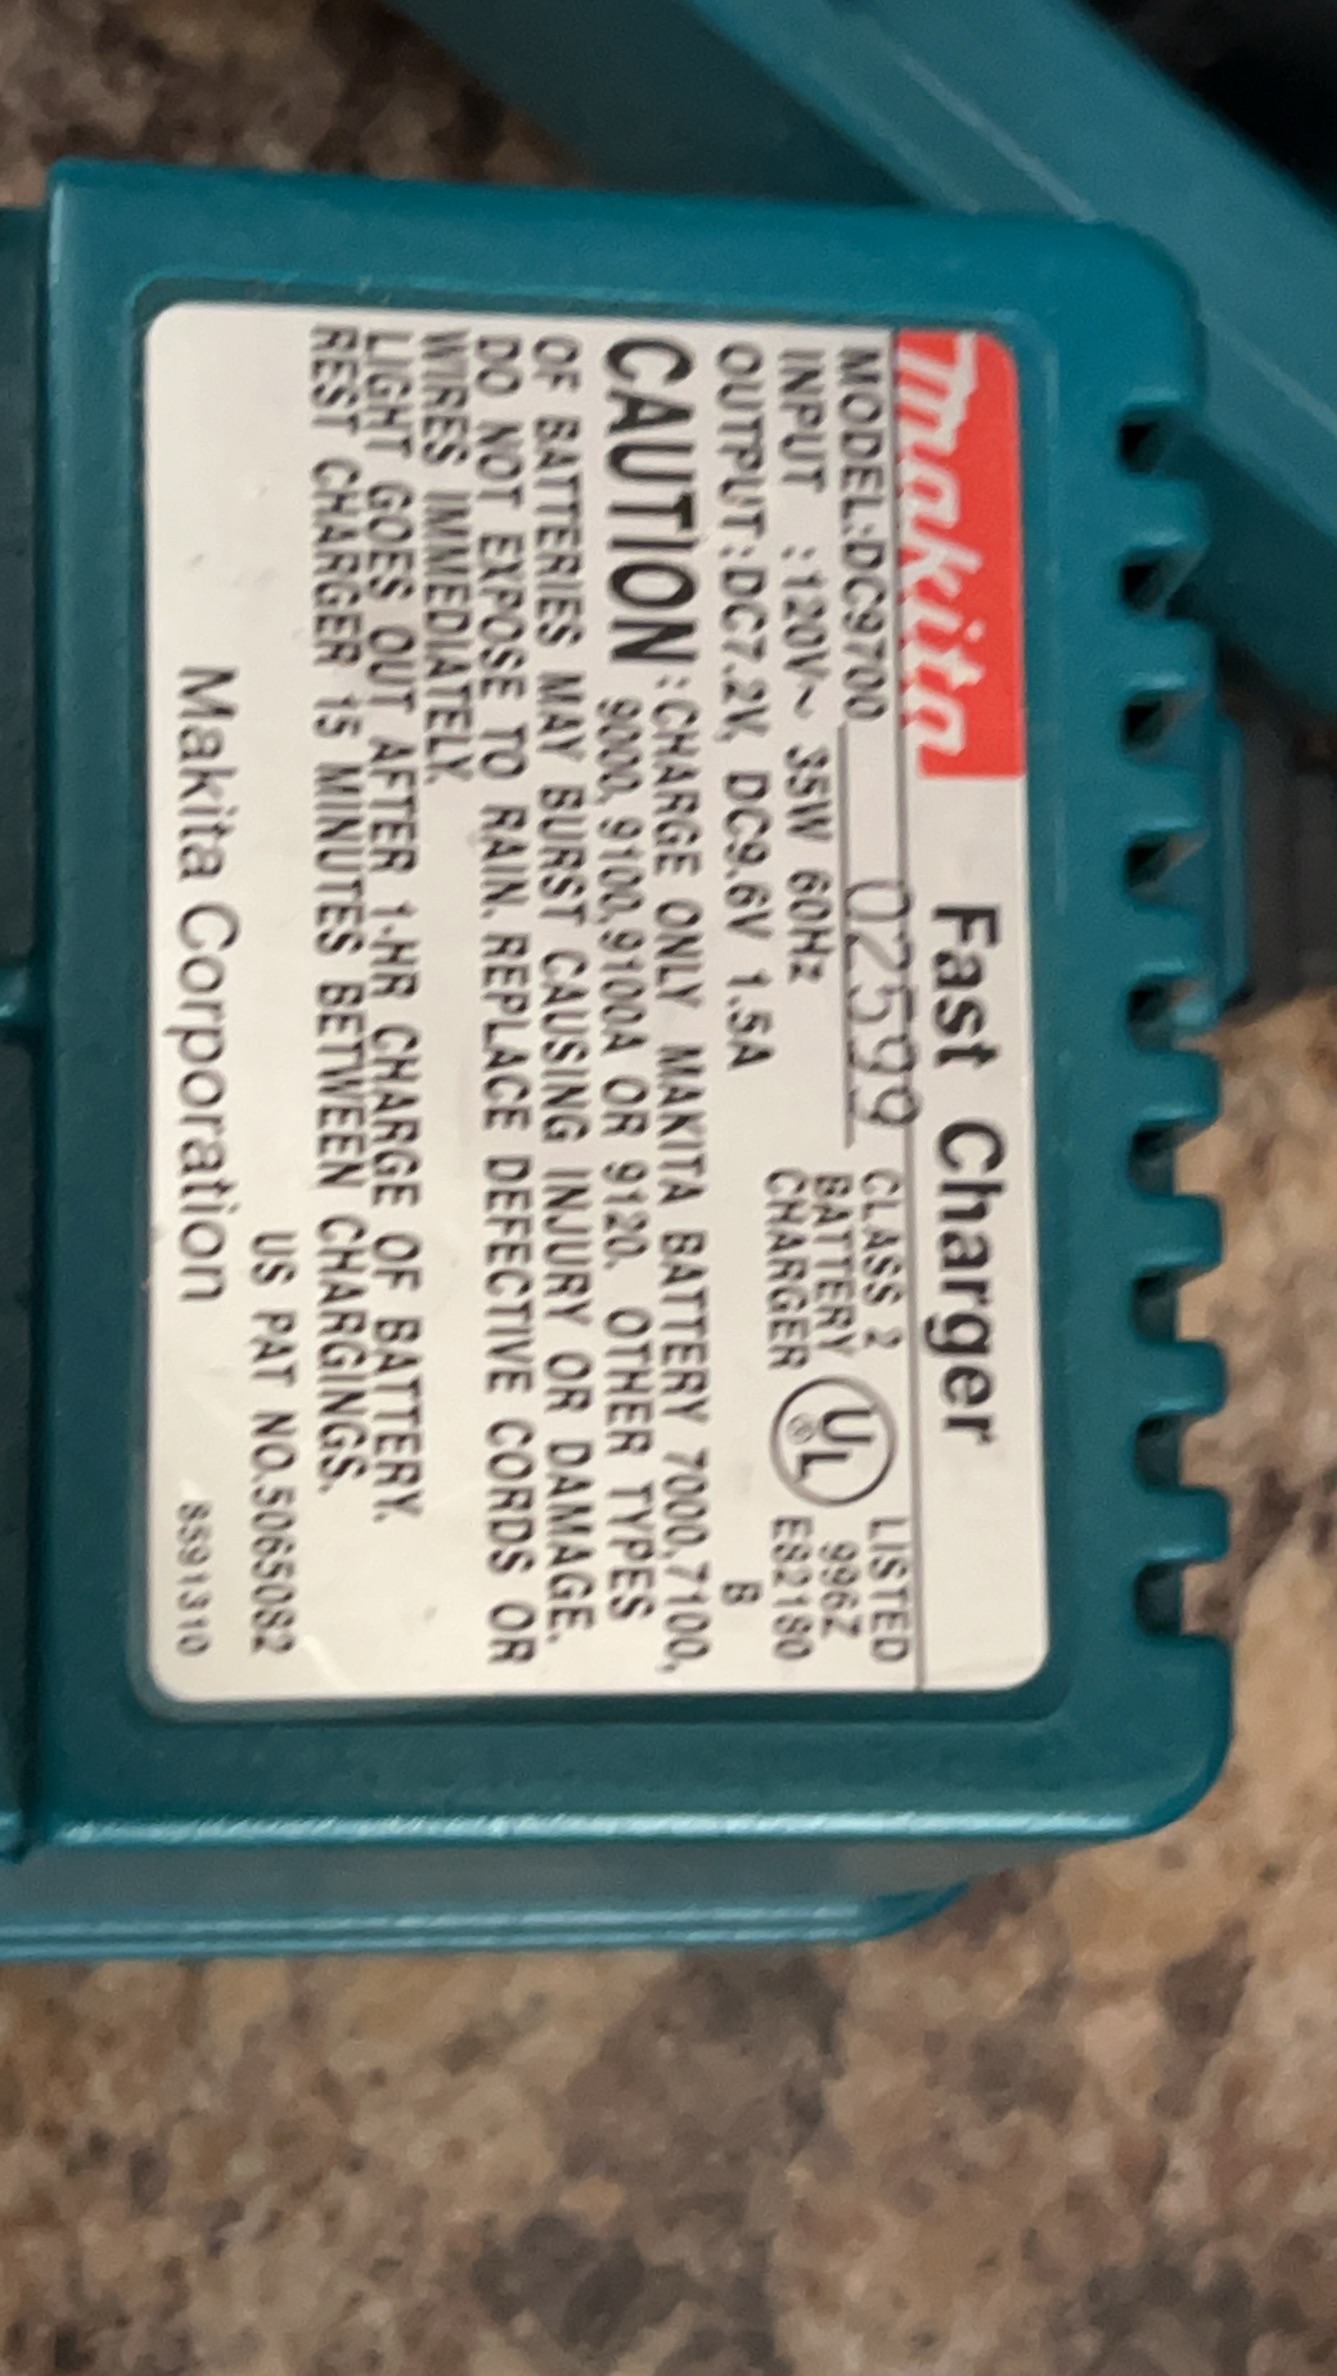 makita Fast Charger
MODEL:DC9700 02599
INPUT :120V~ 35W 60Hz
OUTPUT:DC7.2V, DC9.6V 1.5A
CLASS 2
BATTERY
CHARGER
UL
®
LISTED
996Z
E82180
B
CAUTION:CHARGE ONLY MAKITA BATTERY 7000,7100,
9000,9100,9100A OR 9120. OTHER TYPES
OF BATTERIES MAY BURST CAUSING INJURY OR DAMAGE.
DO NOT EXPOSE TO RAIN. REPLACE DEFECTIVE CORDS OR
WIRES IMMEDIATELY.
LIGHT GOES OUT AFTER 1-HR CHARGE OF BATTERY.
REST CHARGER 15 MINUTES BETWEEN CHARGINGS.
US PAT NO.5065082
Makita Corporation 8591310